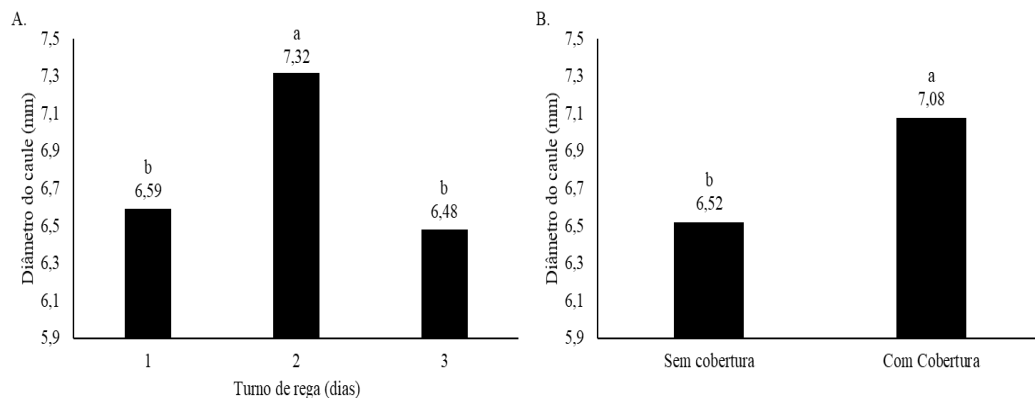 A.
Diâmetro do caule (mm)
7,5
7,3
7,1
6,9
6,7
6,5
6,3
6,1
5,9
b
6,59
a
7,32
b
6,48
1
2
3
Turno de rega (dias)
B.
Diâmetro do caule (mm)
7,5
7,3
7,1
6,9
6,7
6,5
6,3
6,1
5,9
b
6,52
a
7,08
Sem cobertura
Com Cobertura